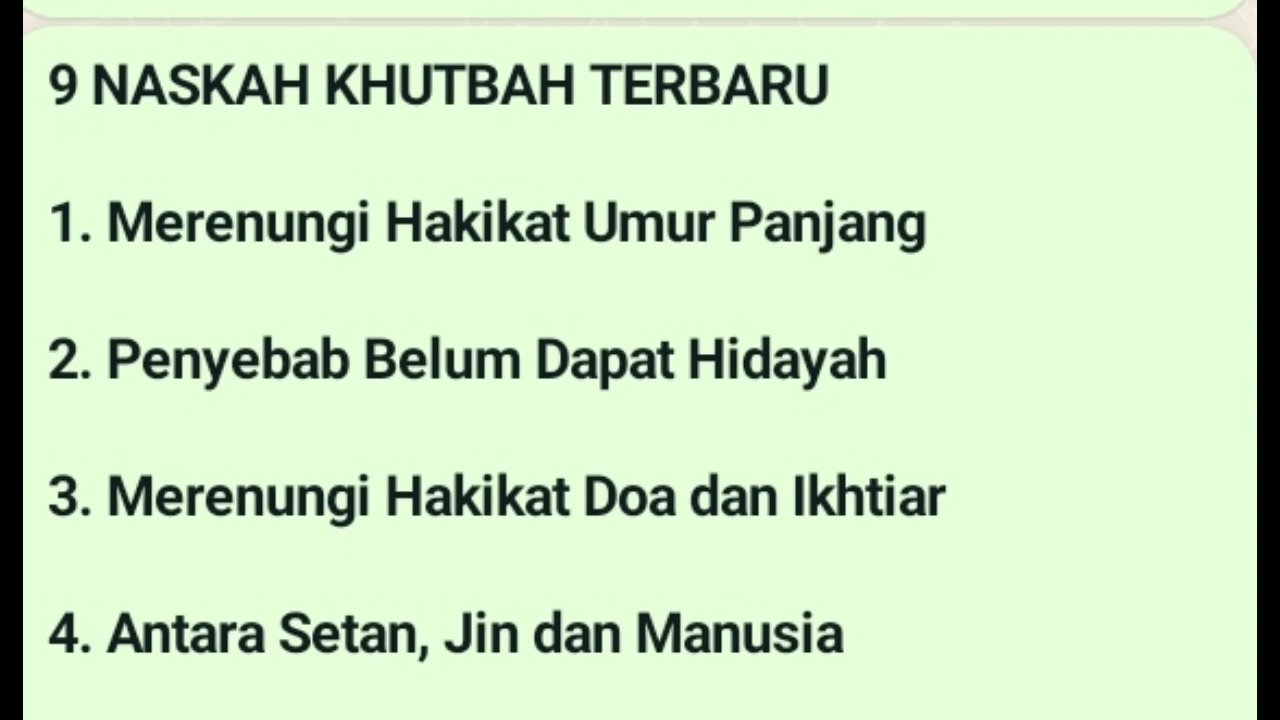 9 NASKAH KHUTBAH TERBARU
1. Merenungi Hakikat Umur Panjang
2. Penyebab Belum Dapat Hidayah
3. Merenungi Hakikat Doa dan Ikhtiar
4. Antara Setan, Jin dan Manusia